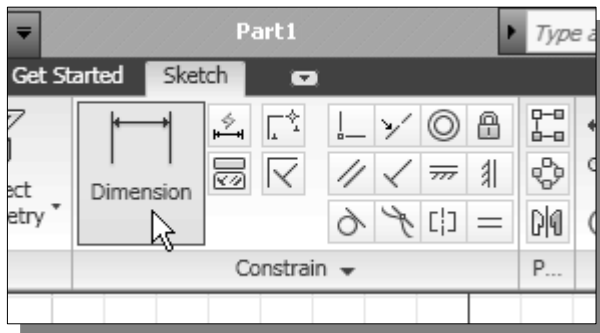 Part1
Type a
Get Started
Sketch
ect
etry
Dimension
Constrain
P...